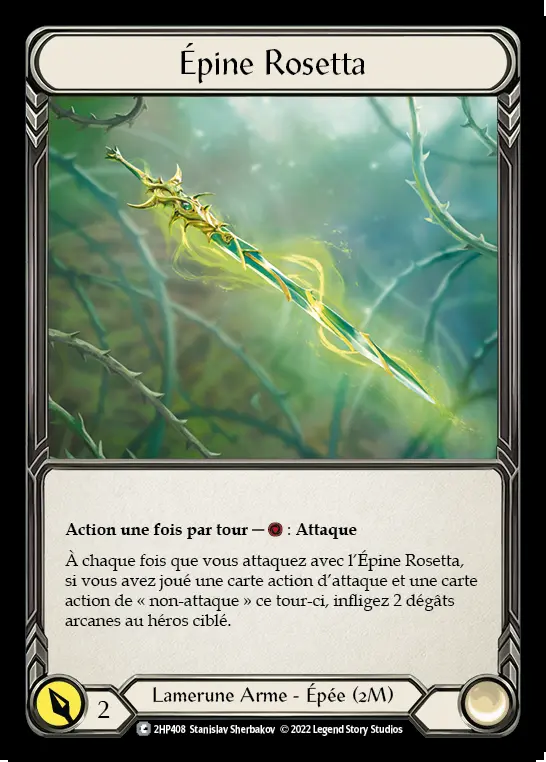 Épine Rosetta
Action une fois par tour — : Attaque
À chaque fois que vous attaquez avec l'Épine Rosetta,
si vous avez joué une carte action d'attaque et une carte
action de « non-attaque » ce tour-ci, infligez 2 dégâts
arcanes au héros ciblé.
2
Lamerune Arme - Épée (2M)
C 2HP408 Stanislav Sherbakov © 2022 Legend Story Studios